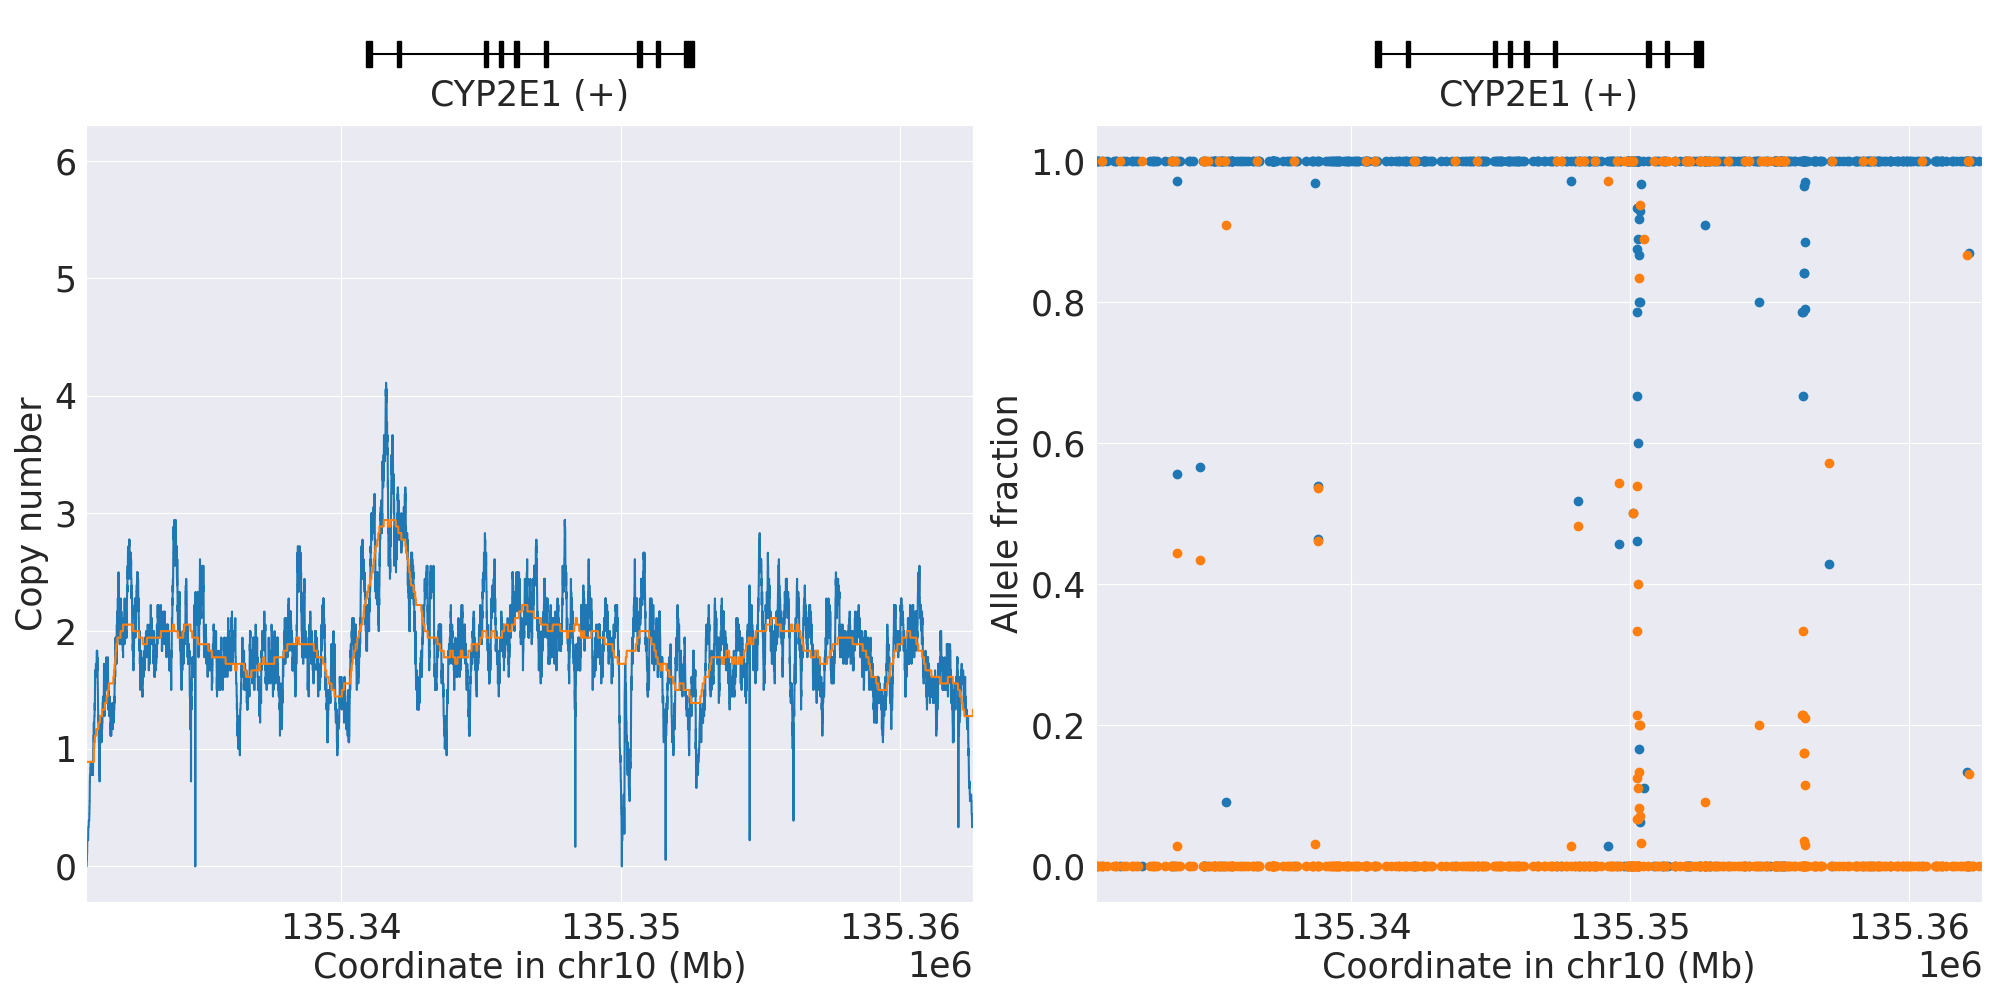 CYP2E1 (+)
6
5
4
3
2
1
0
Copy number
135.34 135.35 135.36
Coordinate in chr10 (Mb)
1e6
CYP2E1 (+)
1.0
0.8
0.6
0.4
0.2
0.0
Allele fraction
135.34 135.35 135.36
Coordinate in chr10 (Mb)
1e6